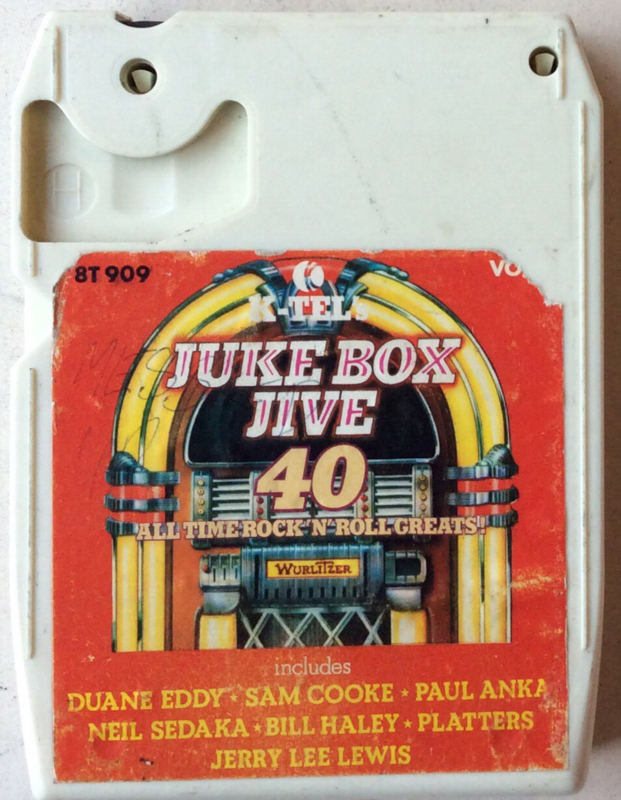 H
8T 909
K-TEL's
JUKE BOX
JIVE
40
ALL TIME ROCK 'N' ROLL GREATS!
WURLITZER
includes
DUANE EDDY ★ SAM COOKE ★ PAUL ANKA
NEIL SEDAKA ★ BILL HALEY ★ PLATTERS
JERRY LEE LEWIS